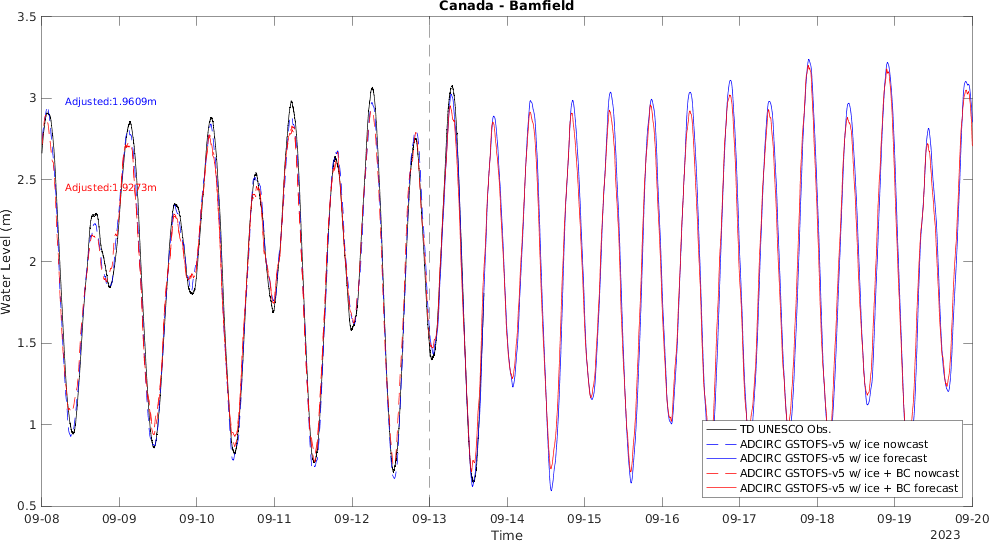 Canada - Bamfield
3.5
3
2.5
2
1.5
1
0.5
Water Level (m)
Adjusted:1.9609m
Adjusted:1.9273m
TD UNESCO Obs.
ADCIRC GSTOFS-v5 w/ ice nowcast
ADCIRC GSTOFS-v5 w/ ice forecast
ADCIRC GSTOFS-v5 w/ ice + BC nowcast
ADCIRC GSTOFS-v5 w/ ice + BC forecast
09-08 09-09 09-10 09-11 09-12 09-13 09-14 09-15 09-16 09-17 09-18 09-19 09-20
Time
2023